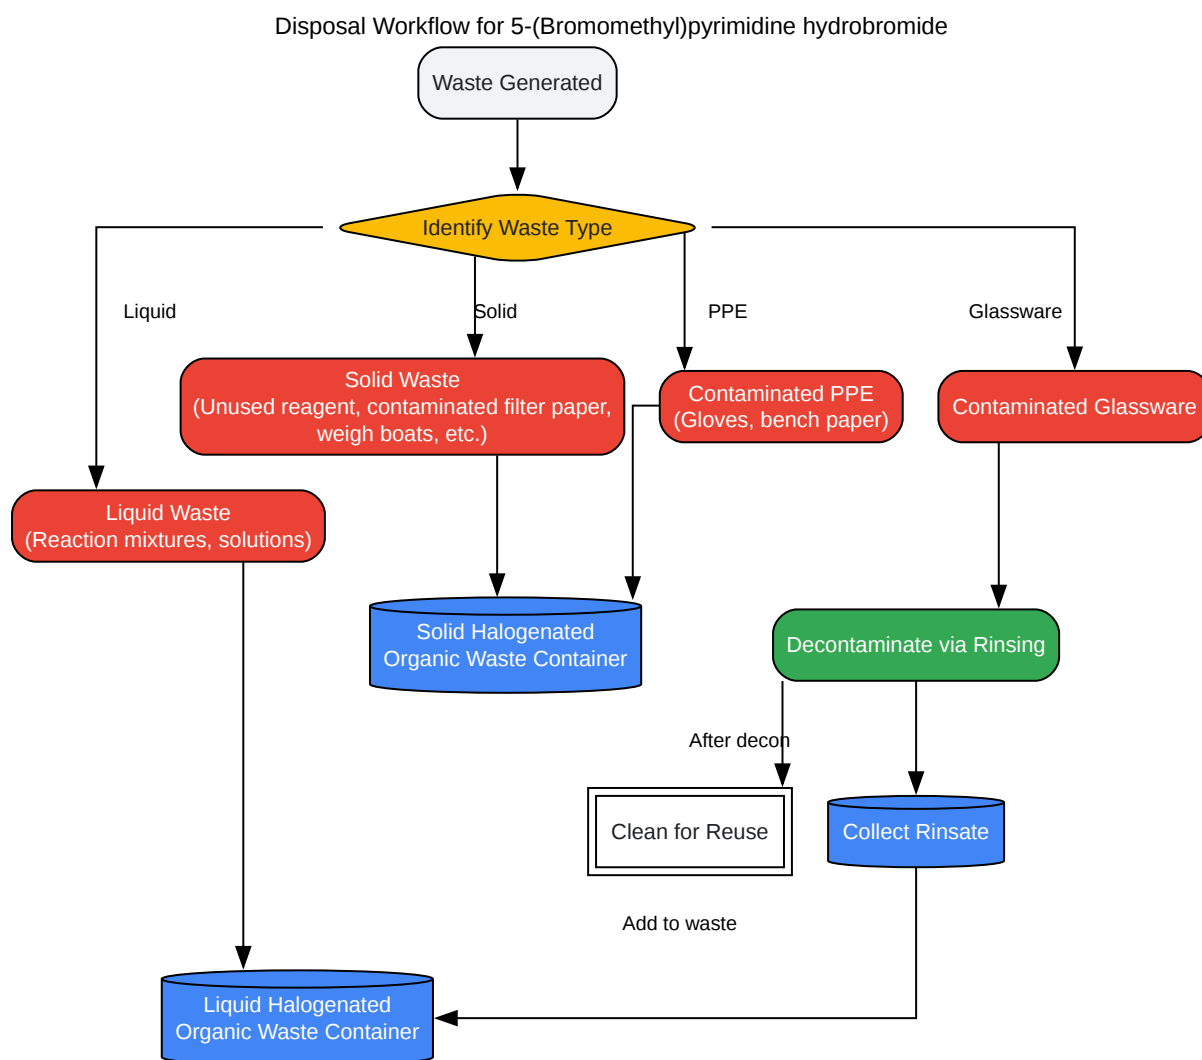 Disposal Workflow for 5-(Bromomethyl)pyrimidine hydrobromide
Waste Generated
Identify Waste Type
Liquid
Solid
PPE
Glassware
Solid Waste
(Unused reagent, contaminated filter paper,
weigh boats, etc.)
Contaminated PPE
(Gloves, bench paper)
Contaminated Glassware
Liquid Waste
(Reaction mixtures, solutions)
Solid Halogenated
Organic Waste Container
Decontaminate via Rinsing
After decon
Clean for Reuse
Collect Rinsate
Add to waste
Liquid Halogenated
Organic Waste Container